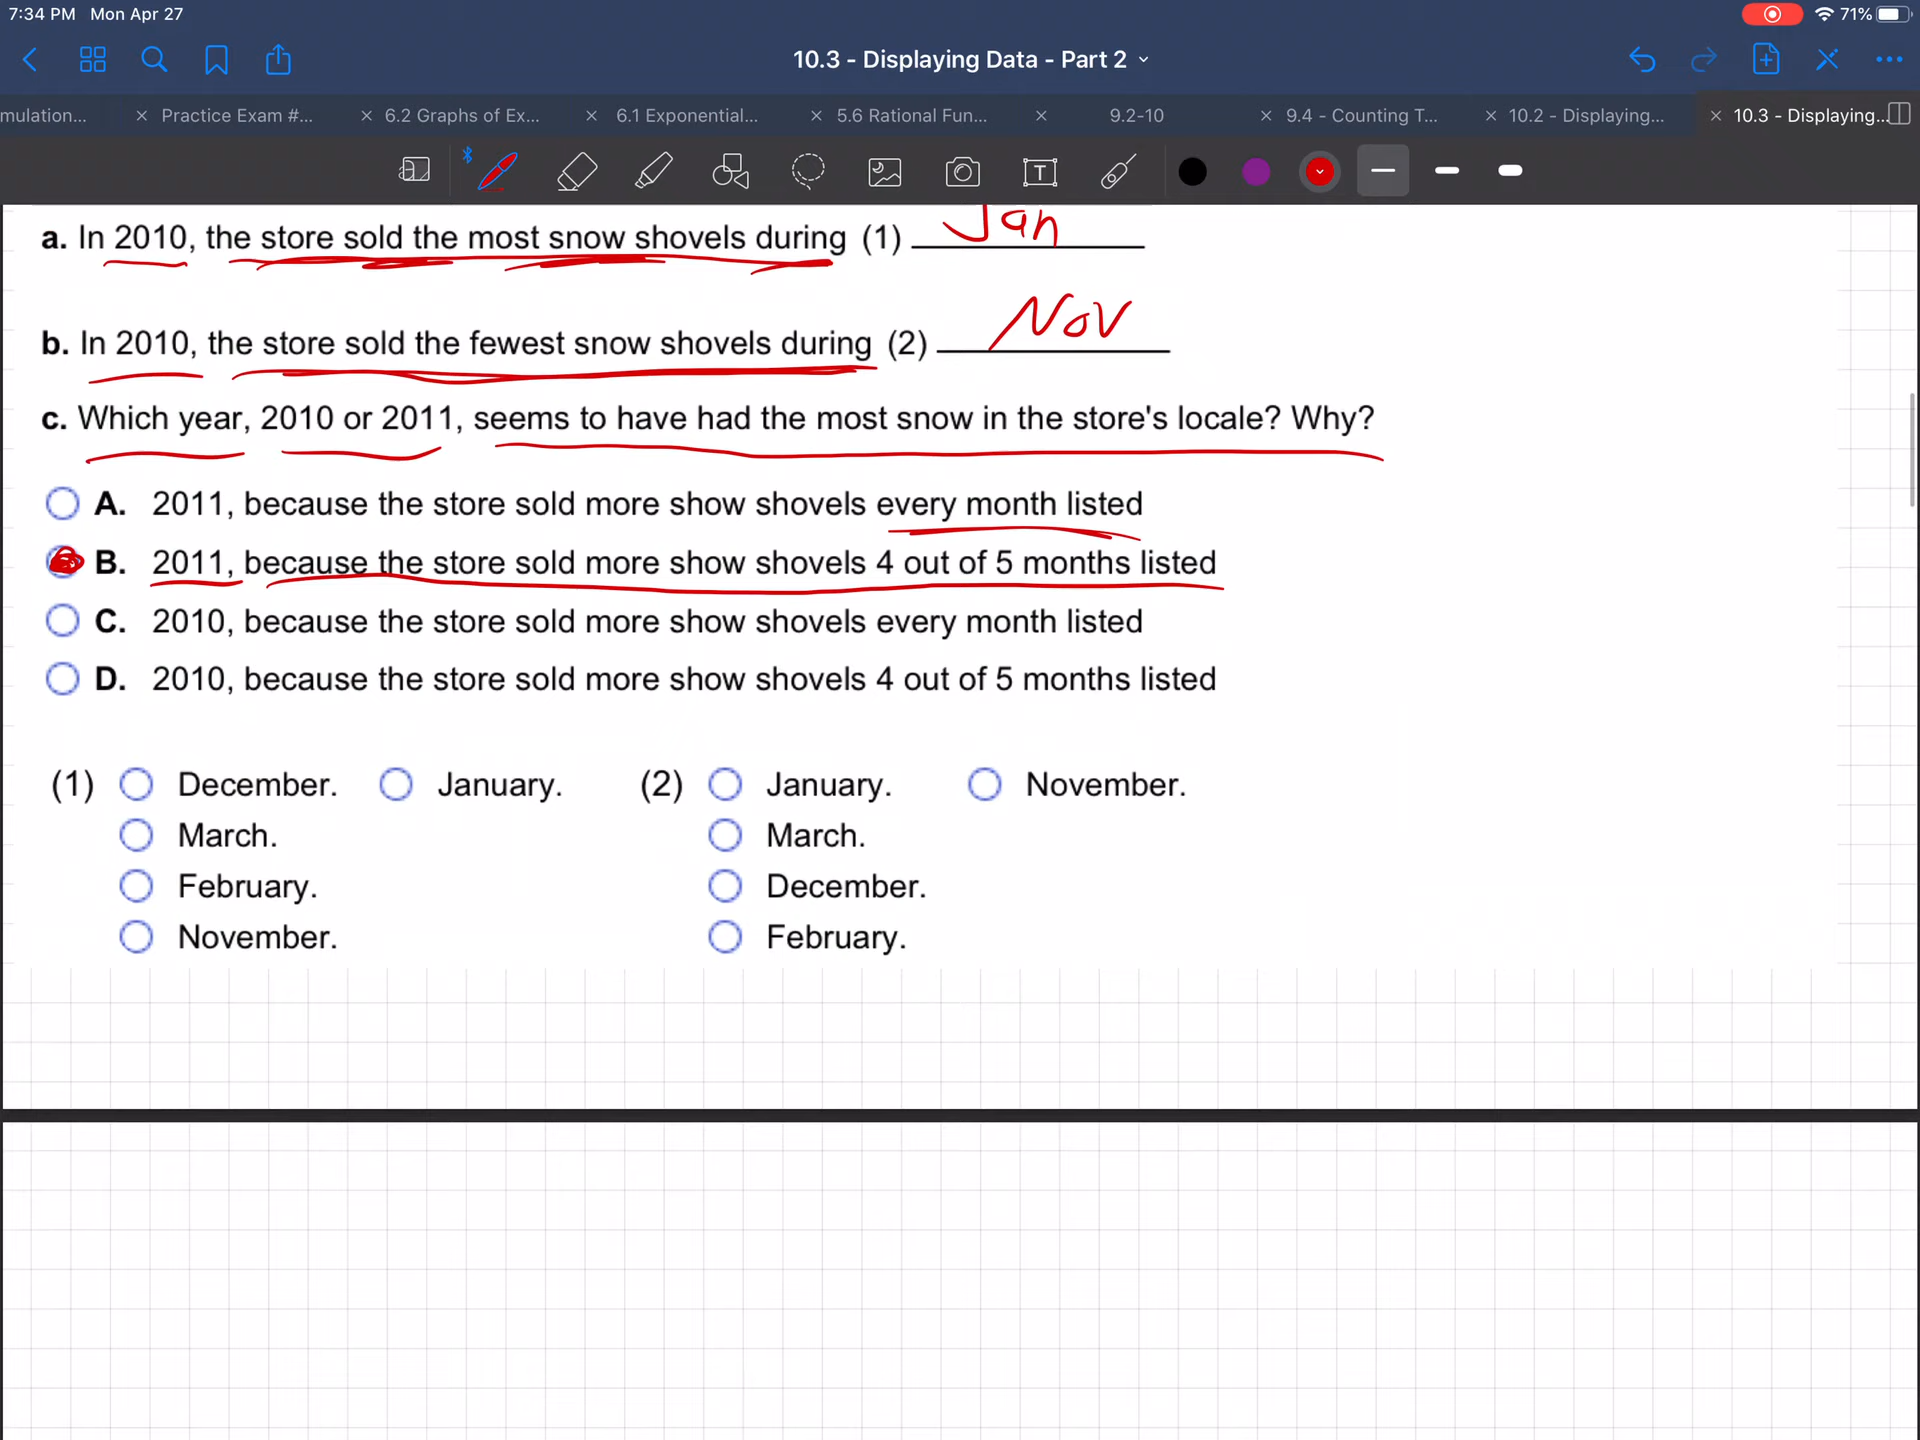 7:34 PM Mon Apr 27
71%
10.3 - Displaying Data - Part 2
mulation...
Practice Exam #...
6.2 Graphs of Ex...
6.1 Exponential...
5.6 Rational Fun...
9.2-10
9.4 - Counting T...
10.2 - Displaying...
10.3 - Displaying...
a. In 2010, the store sold the most snow shovels during (1) Jan
b. In 2010, the store sold the fewest snow shovels during (2) Nov
c. Which year, 2010 or 2011, seems to have had the most snow in the store's locale? Why?
A. 2011, because the store sold more show shovels every month listed
B. 2011, because the store sold more show shovels 4 out of 5 months listed
C. 2010, because the store sold more show shovels every month listed
D. 2010, because the store sold more show shovels 4 out of 5 months listed
(1) December. January. (2) January. November.
March. March.
February. December.
November. February.